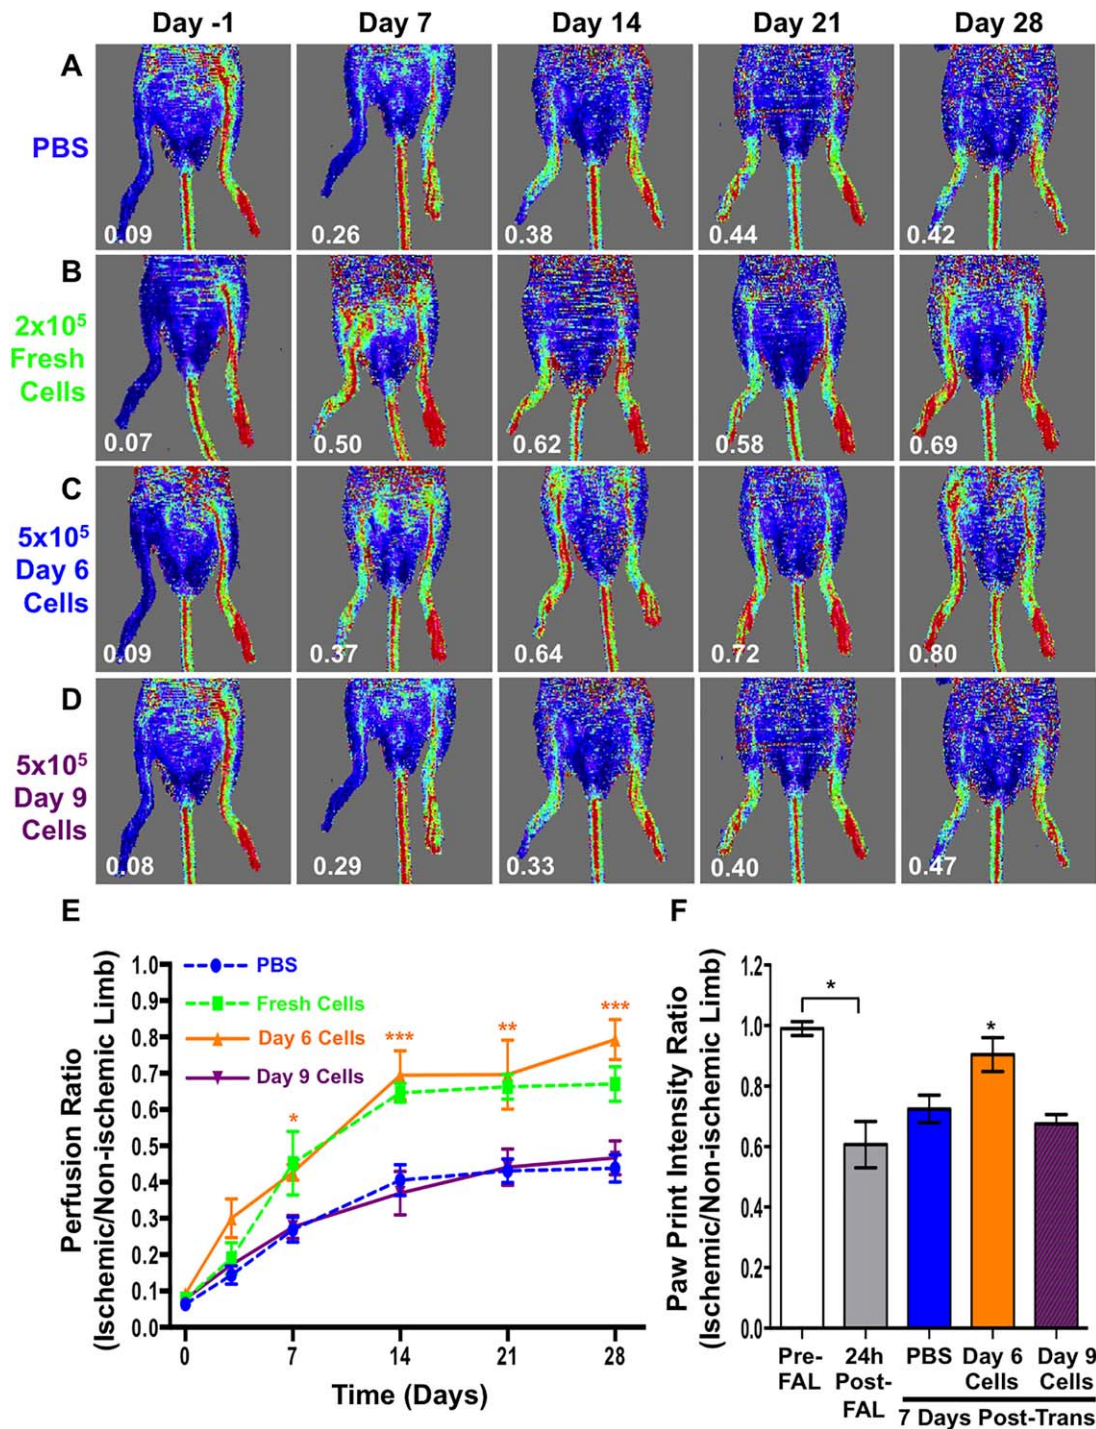 Day -1 Day 7 Day 14 Day 21 Day 28
A
PBS
0.09 0.26 0.38 0.44 0.42
B
2x10⁵
Fresh
Cells
0.07 0.50 0.62 0.58 0.69
C
5x10⁵
Day 6
Cells
0.09 0.37 0.64 0.72 0.80
D
5x10⁵
Day 9
Cells
0.08 0.29 0.33 0.40 0.47
E
Perfusion Ratio
(Ischemic/Non-ischemic Limb)
1.0
0.9
0.8
0.7
0.6
0.5
0.4
0.3
0.2
0.1
0.0
PBS
Fresh Cells
Day 6 Cells
Day 9 Cells
* *** ** ***
0 7 14 21 28
Time (Days)
F
Paw Print Intensity Ratio
(Ischemic/Non-ischemic Limb)
1.2
1.0
0.8
0.6
0.4
0.2
0.0
*
*
Pre-
FAL
24h
Post-
FAL
PBS
Day 6
Cells
Day 9
Cells
7 Days Post-Trans